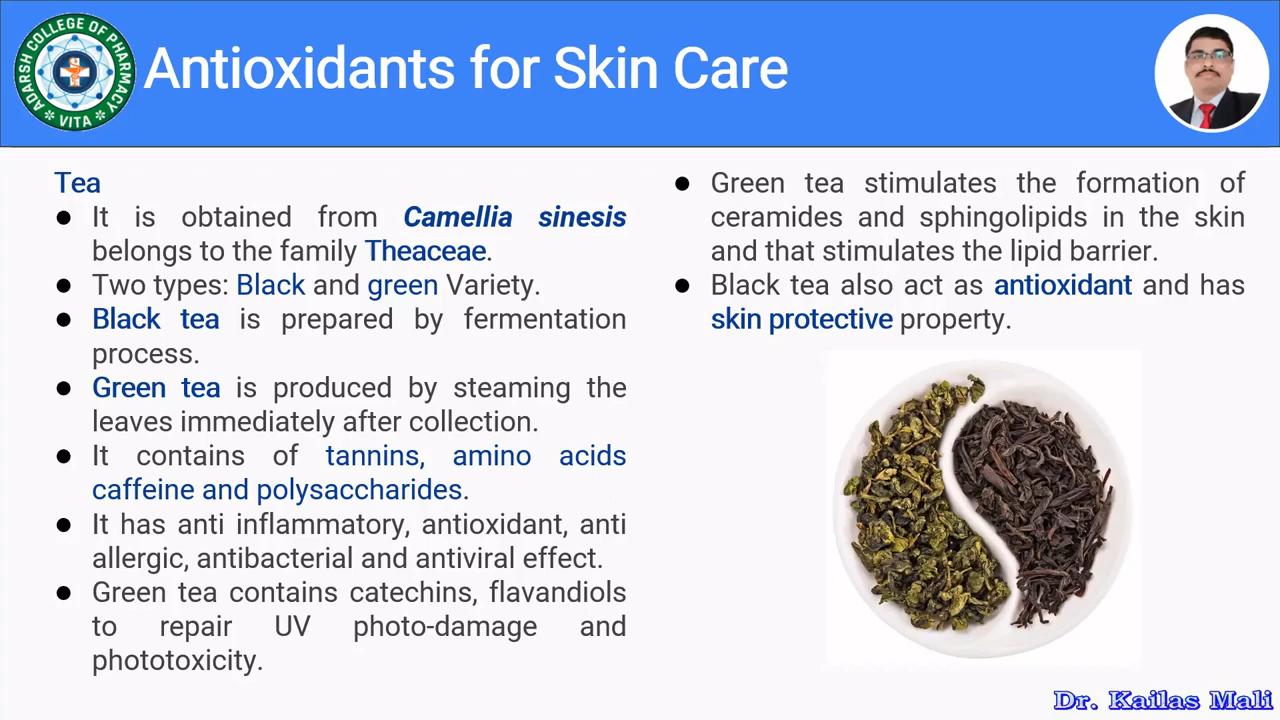 ADARSH COLLEGE OF PHARMACY
VITA
Antioxidants for Skin Care
Tea
● It is obtained from Camellia sinesis
belongs to the family Theaceae.
● Two types: Black and green Variety.
● Black tea is prepared by fermentation
process.
● Green tea is produced by steaming the
leaves immediately after collection.
● It contains of tannins, amino acids
caffeine and polysaccharides.
● It has anti inflammatory, antioxidant, anti
allergic, antibacterial and antiviral effect.
● Green tea contains catechins, flavandiols
to repair UV photo-damage and
phototoxicity.
● Green tea stimulates the formation of
ceramides and sphingolipids in the skin
and that stimulates the lipid barrier.
● Black tea also act as antioxidant and has
skin protective property.
Dr. Kailas Mali